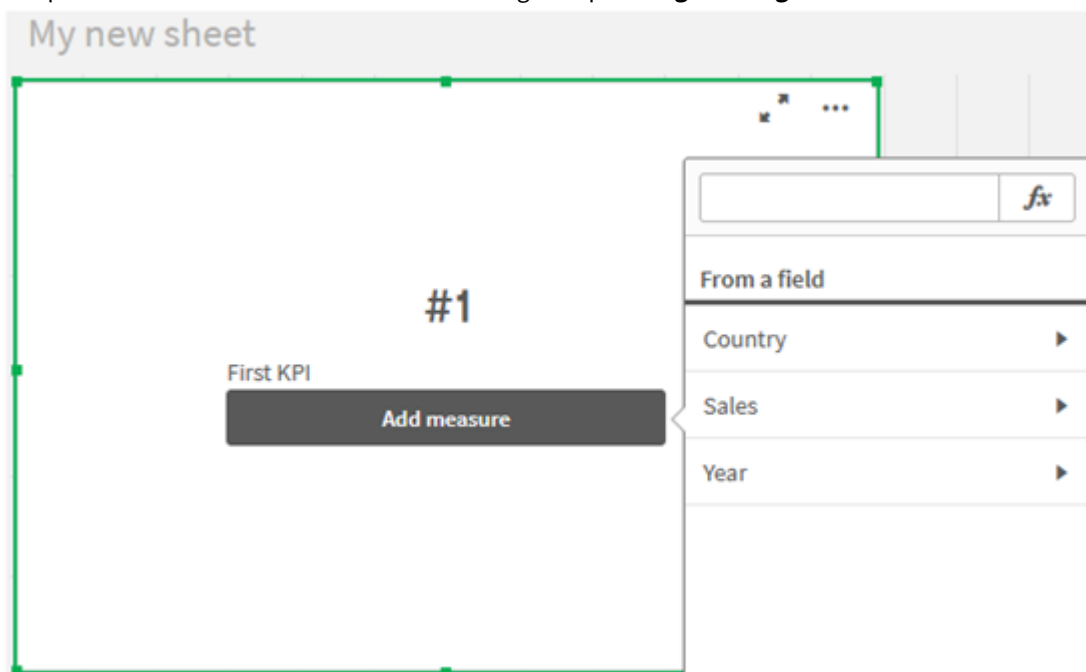 My new sheet
fx
From a field
#1
Country
First KPI
Add measure
Sales
Year